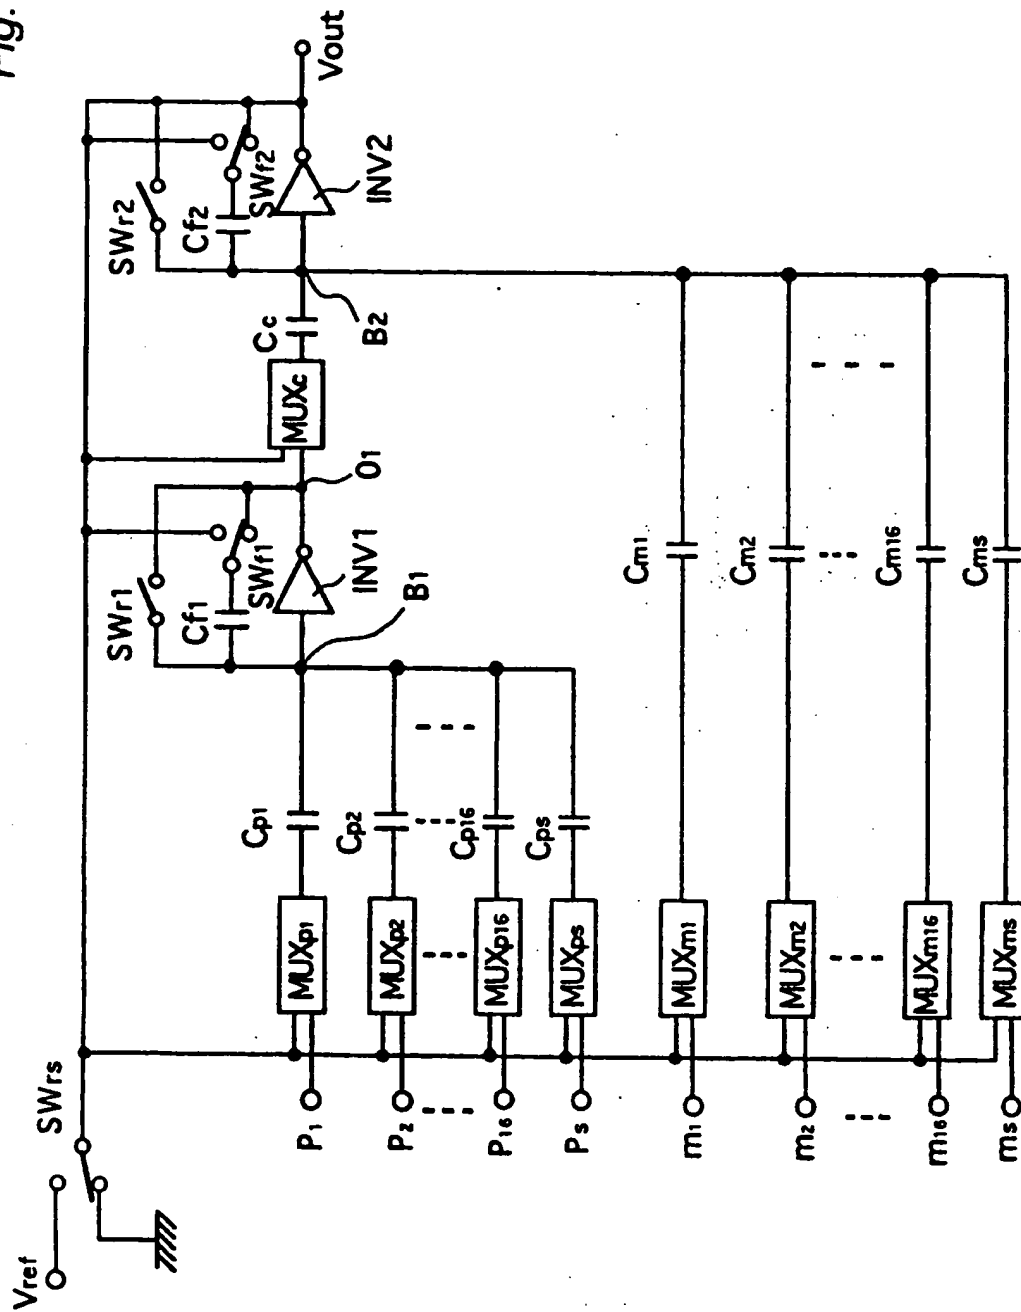 Fig.
Vref
SWrs
SWr1
Cf1
SWf1
INV1
B1
O1
MUXc
Cc
B2
SWr2
Cf2
SWf2
INV2
Vout
P1
MUXp1
Cp1
P2
MUXp2
Cp2
P16
MUXp16
Cp16
Ps
MUXps
Cps
m1
MUXm1
Cm1
m2
MUXm2
Cm2
m16
MUXm16
Cm16
ms
MUXms
Cms